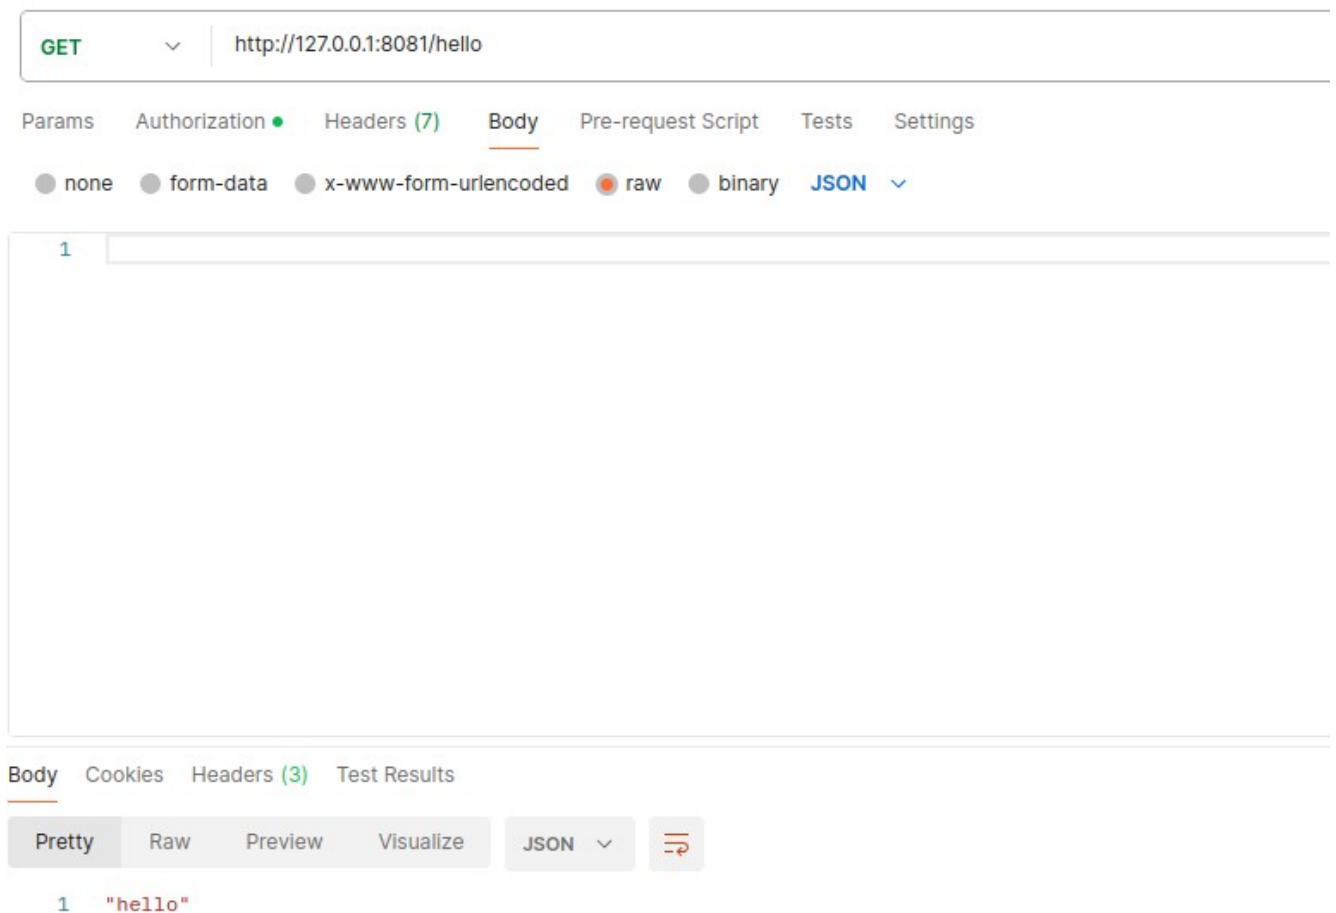 GET http://127.0.0.1:8081/hello
Params Authorization Headers (7) Body Pre-request Script Tests Settings
none form-data x-www-form-urlencoded raw binary JSON
1
Body Cookies Headers (3) Test Results
Pretty Raw Preview Visualize JSON
1 "hello"